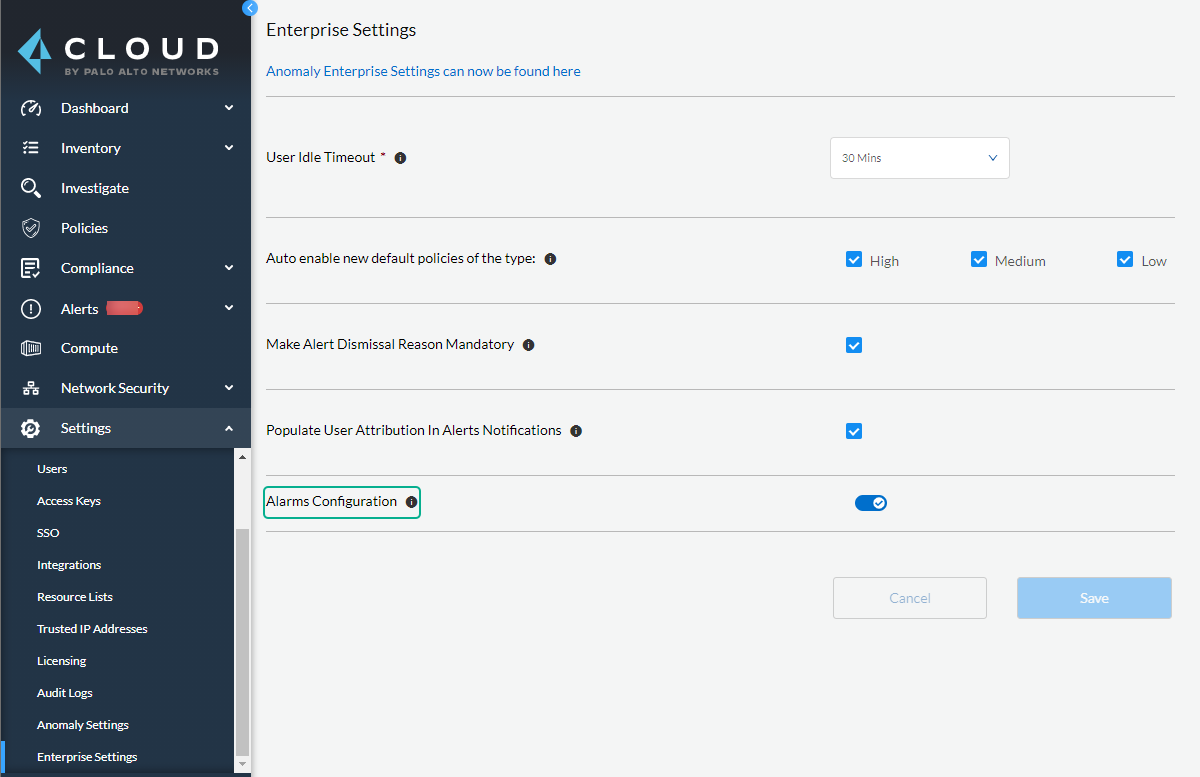 CLOUD
BY PALO ALTO NETWORKS
Dashboard
Inventory
Investigate
Policies
Compliance
Alerts
Compute
Network Security
Settings
Users
Access Keys
SSO
Integrations
Resource Lists
Trusted IP Addresses
Licensing
Audit Logs
Anomaly Settings
Enterprise Settings
Enterprise Settings
Anomaly Enterprise Settings can now be found here
User Idle Timeout *
30 Mins
Auto enable new default policies of the type:
High Medium Low
Make Alert Dismissal Reason Mandatory
Populate User Attribution In Alerts Notifications
Alarms Configuration
Cancel Save